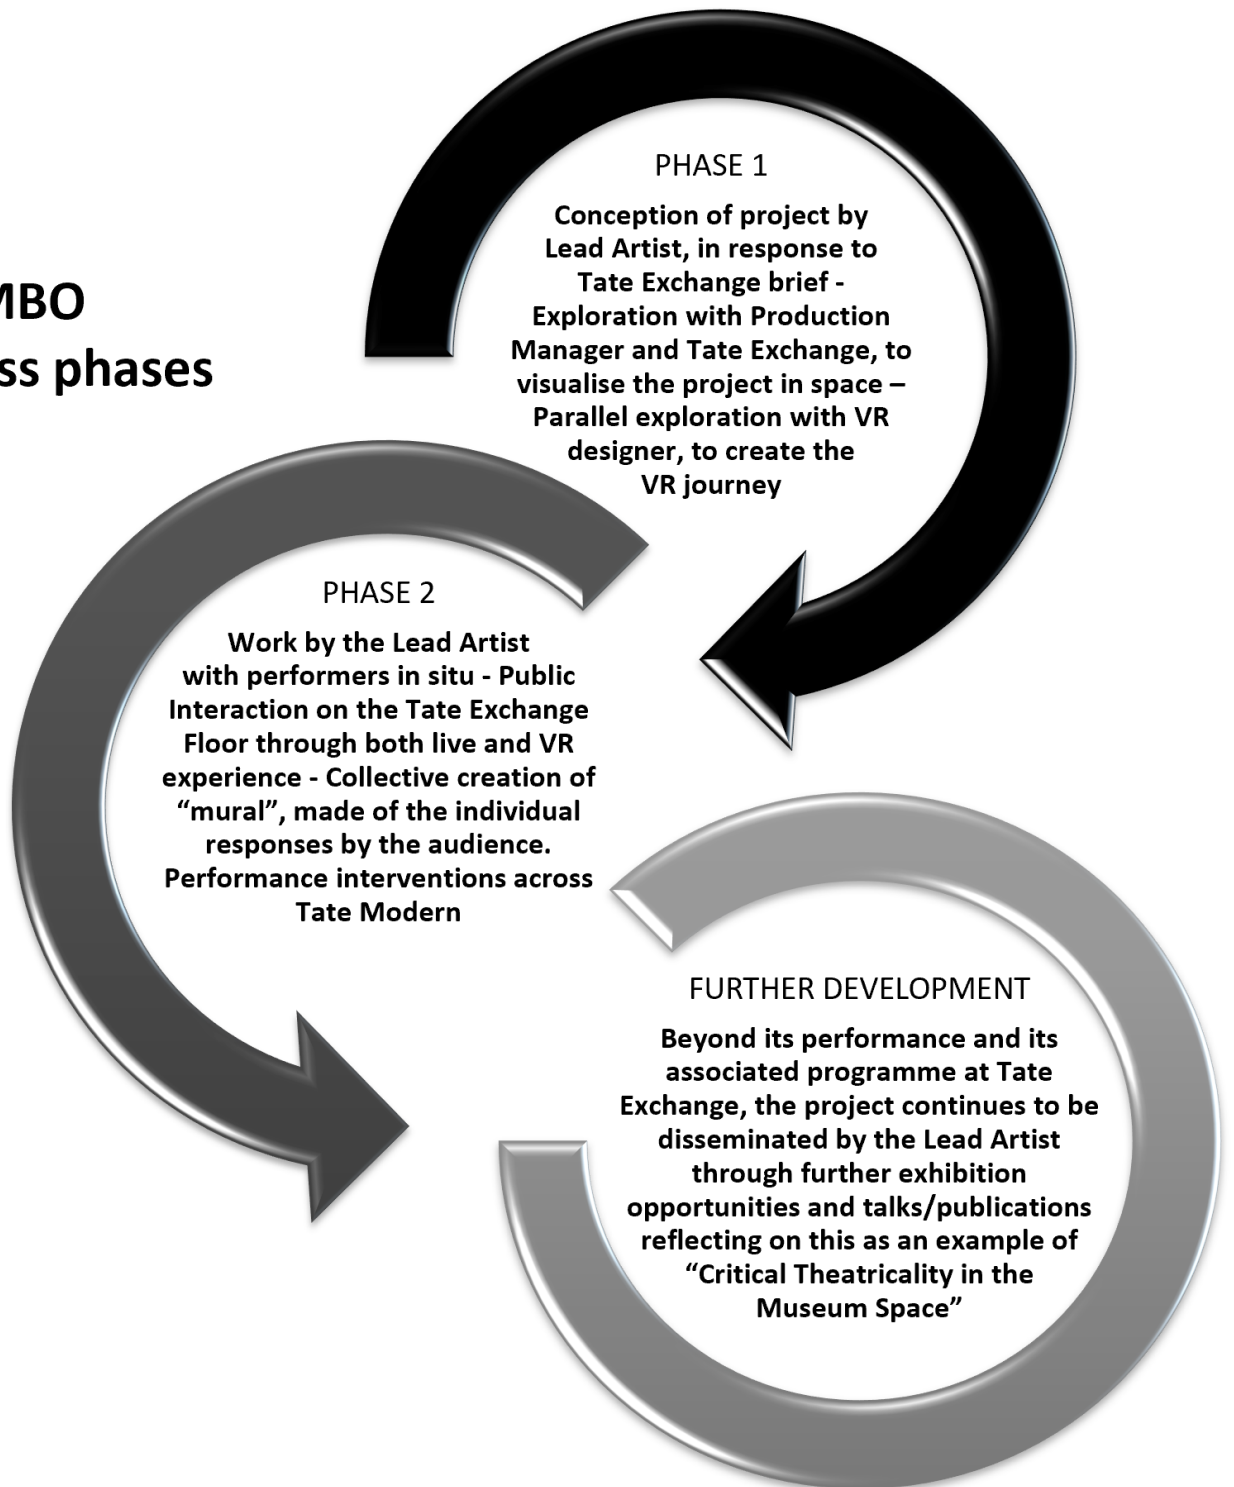 MBO
ss phases
PHASE 1
Conception of project by
Lead Artist, in response to
Tate Exchange brief -
Exploration with Production
Manager and Tate Exchange, to
visualise the project in space –
Parallel exploration with VR
designer, to create the
VR journey
PHASE 2
Work by the Lead Artist
with performers in situ - Public
Interaction on the Tate Exchange
Floor through both live and VR
experience - Collective creation of
“mural”, made of the individual
responses by the audience.
Performance interventions across
Tate Modern
FURTHER DEVELOPMENT
Beyond its performance and its
associated programme at Tate
Exchange, the project continues to be
disseminated by the Lead Artist
through further exhibition
opportunities and talks/publications
reflecting on this as an example of
“Critical Theatricality in the
Museum Space”